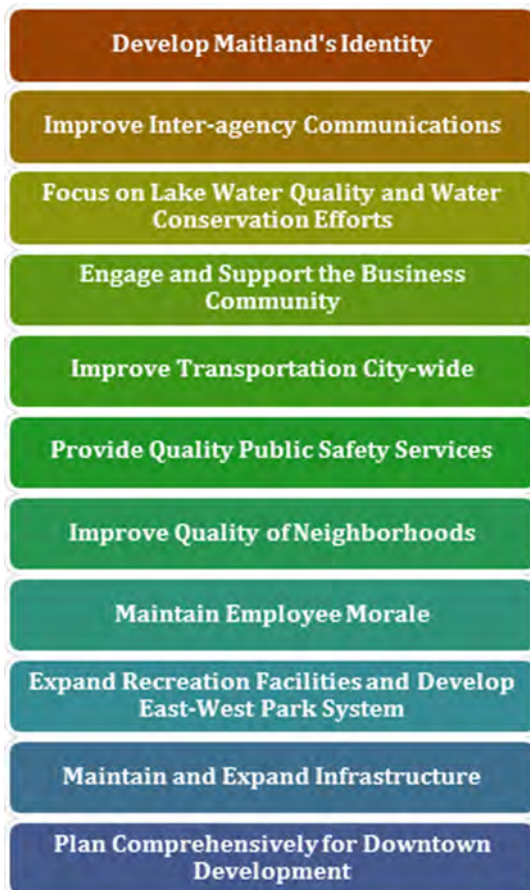 Develop Maitland's Identity
Improve Inter-agency Communications
Focus on Lake Water Quality and Water
Conservation Efforts
Engage and Support the Business
Community
Improve Transportation City-wide
Provide Quality Public Safety Services
Improve Quality of Neighborhoods
Maintain Employee Morale
Expand Recreation Facilities and Develop
East-West Park System
Maintain and Expand Infrastructure
Plan Comprehensively for Downtown
Development